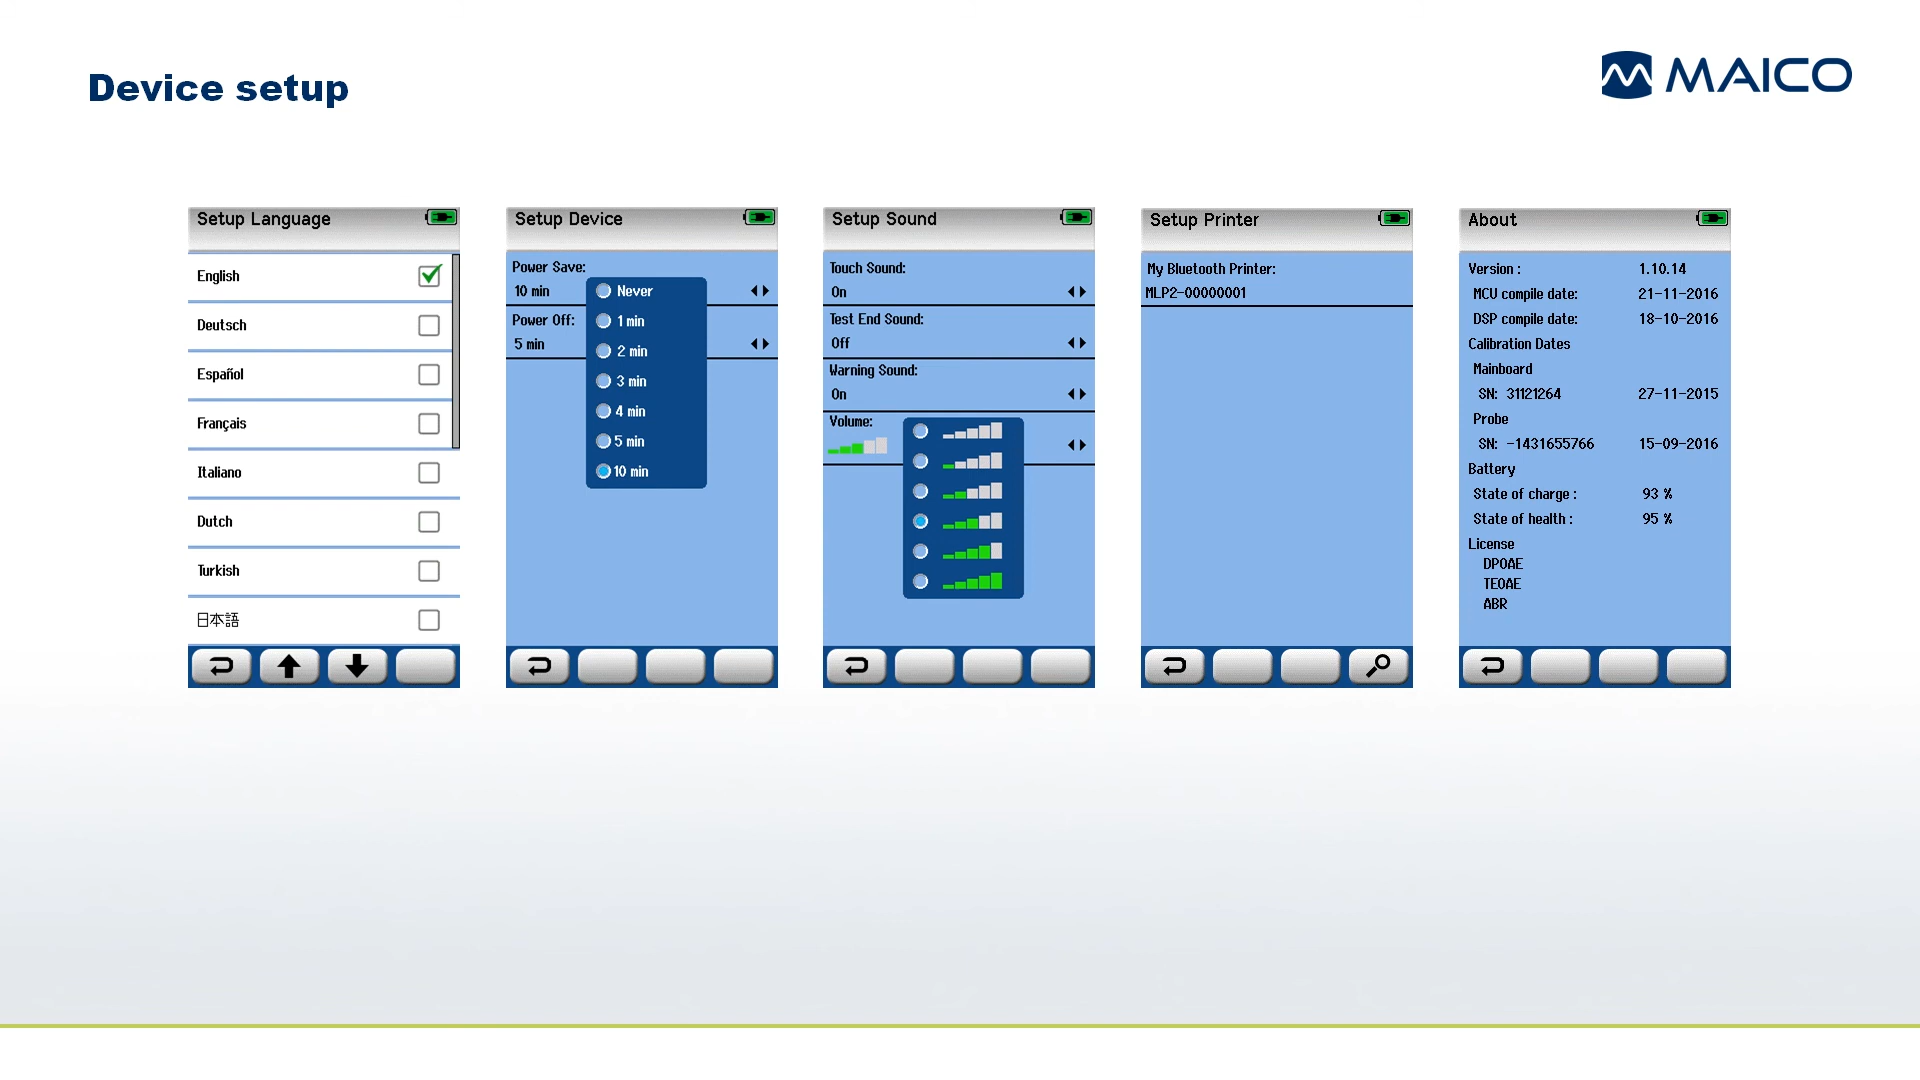 Device setup
MAICO
Setup Language
English
Deutsch
Español
Français
Italiano
Dutch
Turkish
日本語
Setup Device
Power Save:
10 min
Power Off:
5 min
Never
1 min
2 min
3 min
4 min
5 min
10 min
Setup Sound
Touch Sound:
On
Test End Sound:
Off
Warning Sound:
On
Volume:
Setup Printer
My Bluetooth Printer:
MLP2-00000001
About
Version : 1.10.14
MCU compile date: 21-11-2016
DSP compile date: 18-10-2016
Calibration Dates
Mainboard
SN: 31121264 27-11-2015
Probe
SN: -1431655766 15-09-2016
Battery
State of charge : 93 %
State of health : 95 %
License
DPOAE
TEOAE
ABR